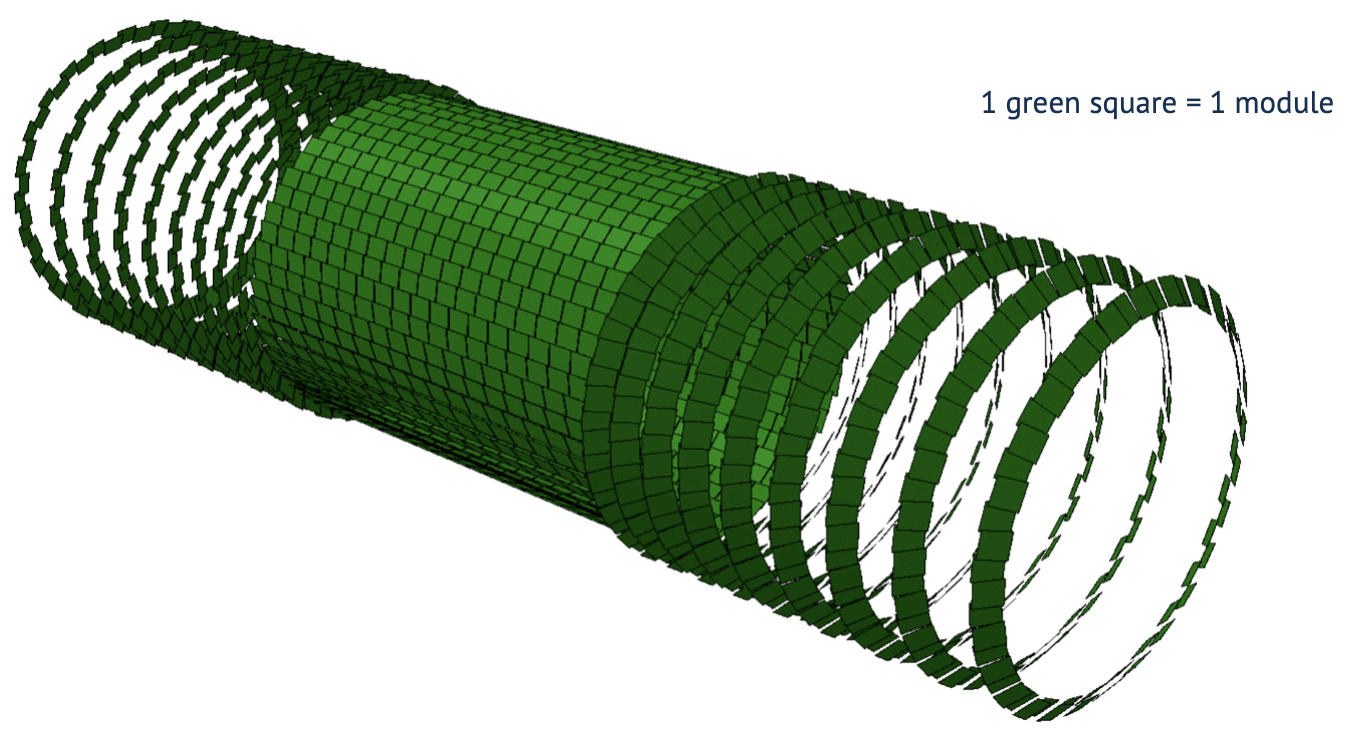 1 green square = 1 module